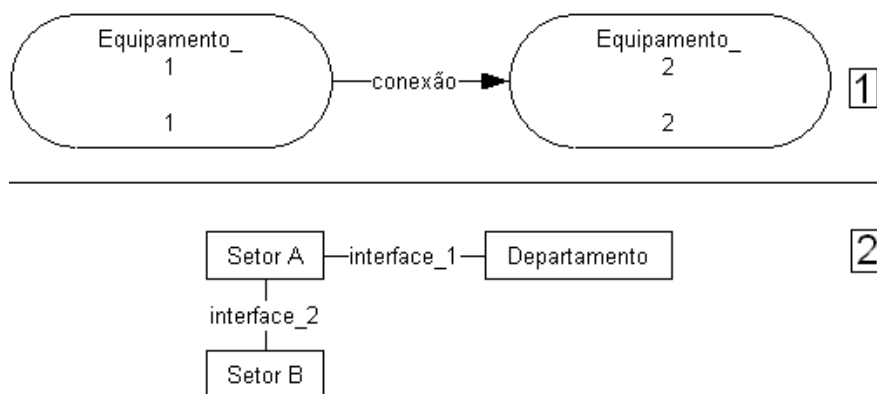 Equipamento_
1
1
conexão
Equipamento_
2
2
1
Setor A
interface_1
Departamento
2
interface_2
Setor B